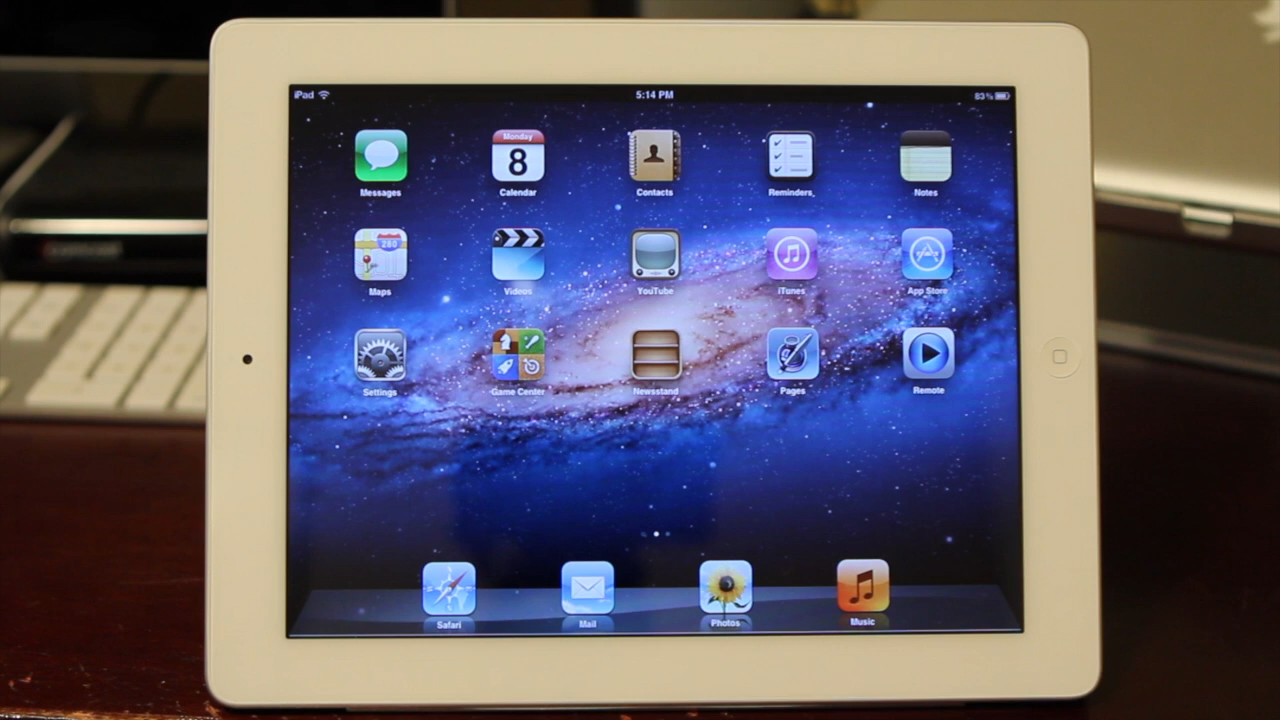 iPad 5:14 PM 83%
Monday
8
Messages Calendar Contacts Reminders Notes
280
Maps Videos YouTube iTunes App Store
Settings Game Center Newsstand Pages Remote
Safari Mail Photos Music